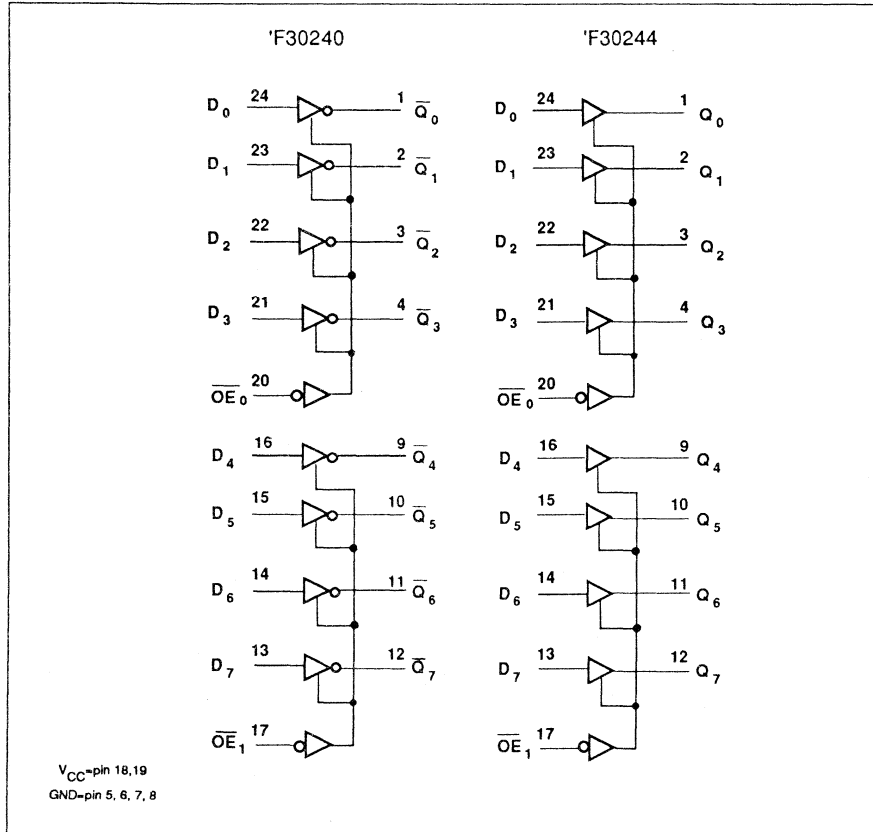 'F30240 'F30244
D0 24 1 Q̅0 D0 24 1 Q0
D1 23 2 Q̅1 D1 23 2 Q1
D2 22 3 Q̅2 D2 22 3 Q2
D3 21 4 Q̅3 D3 21 4 Q3
O̅E̅0 20 O̅E̅0 20
D4 16 9 Q̅4 D4 16 9 Q4
D5 15 10 Q̅5 D5 15 10 Q5
D6 14 11 Q̅6 D6 14 11 Q6
D7 13 12 Q̅7 D7 13 12 Q7
O̅E̅1 17 O̅E̅1 17
VCC=pin 18,19
GND=pin 5, 6, 7, 8